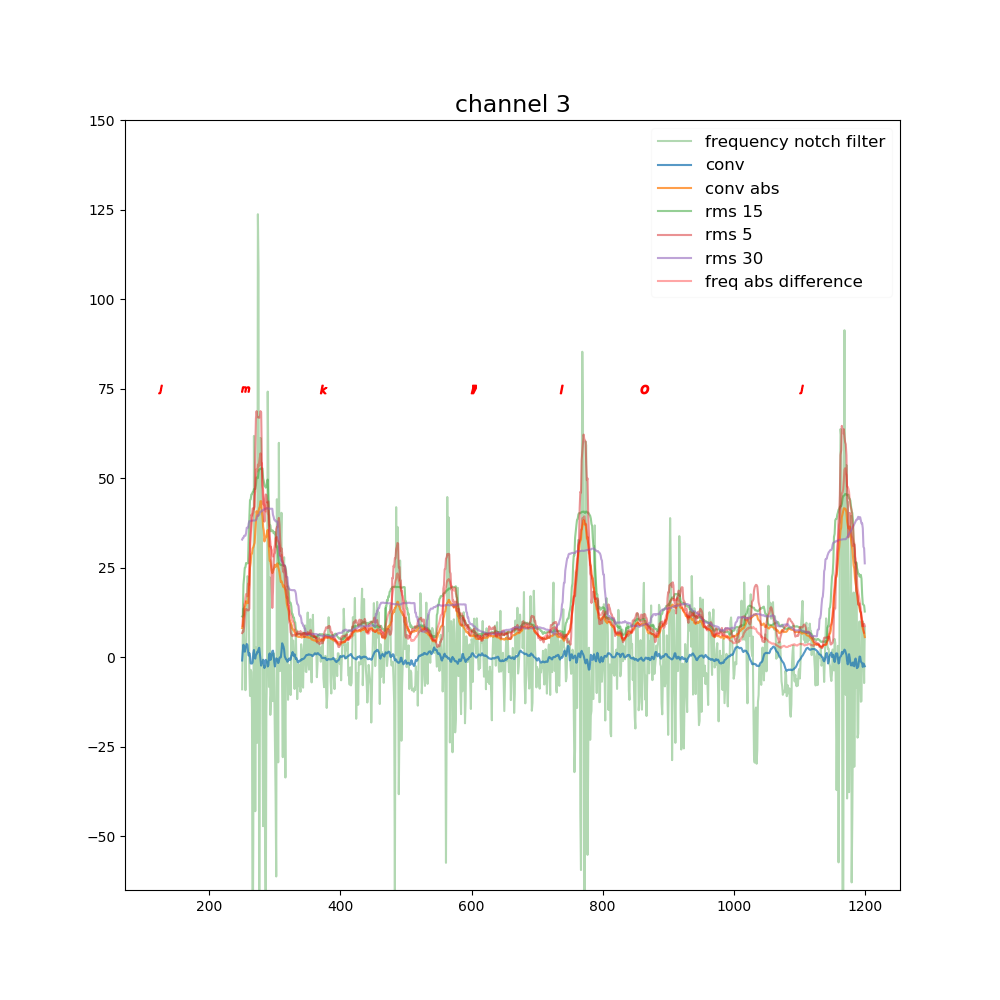 channel 3
150
125
100
75
50
25
0
−25
−50
200
400
600
800
1000
1200
frequency notch filter
conv
conv abs
rms 15
rms 5
rms 30
freq abs difference
m
k
O